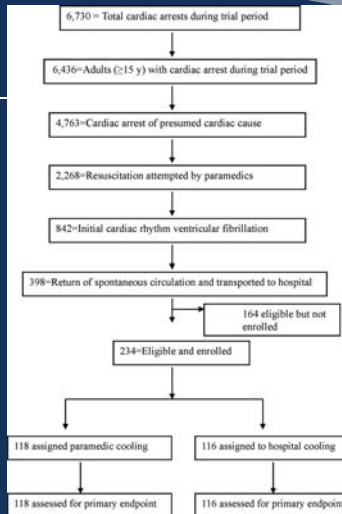 6,730 = Total cardiac arrests during trial period
6,436=Adults (≥15 y) with cardiac arrest during trial period
4,763=Cardiac arrest of presumed cardiac cause
2,268=Resuscitation attempted by paramedics
842=Initial cardiac rhythm ventricular fibrillation
398=Return of spontaneous circulation and transported to hospital
164 eligible but not
enrolled
234=Eligible and enrolled
118 assigned paramedic cooling
116 assigned to hospital cooling
118 assessed for primary endpoint
116 assessed for primary endpoint